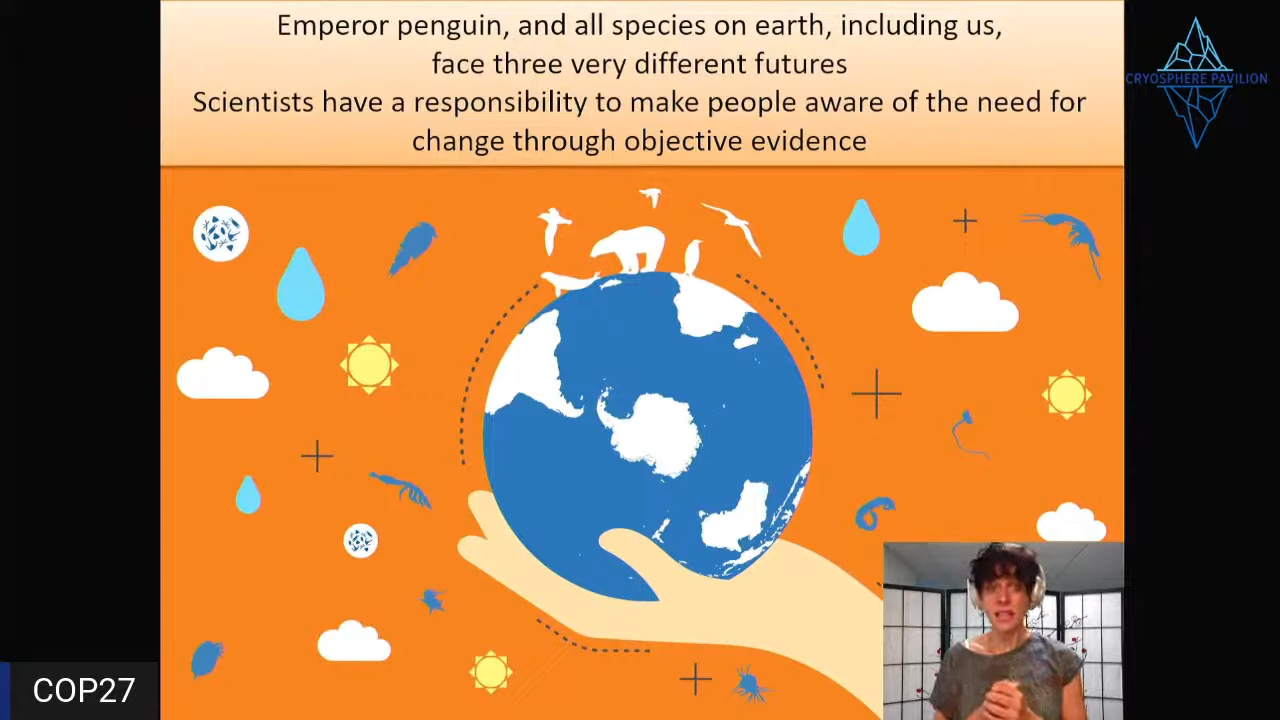 Emperor penguin, and all species on earth, including us,
face three very different futures
Scientists have a responsibility to make people aware of the need for
change through objective evidence
CRYOSPHERE PAVILION
COP27